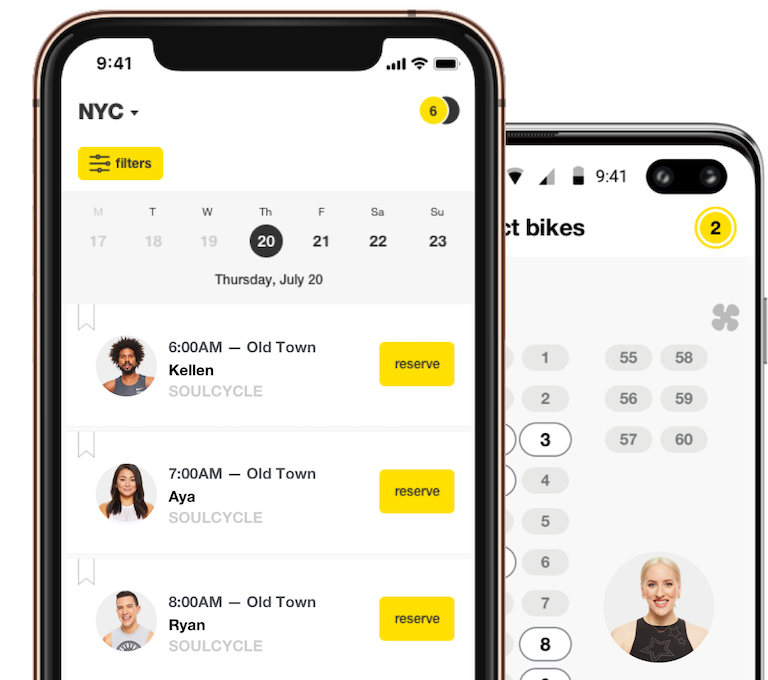 9:41
NYC
6
filters
M T W Th F Sa Su
17 18 19 20 21 22 23
Thursday, July 20
6:00AM — Old Town
Kellen
SOULCYCLE
reserve
7:00AM — Old Town
Aya
SOULCYCLE
reserve
8:00AM — Old Town
Ryan
SOULCYCLE
reserve
9:41
ct bikes
2
1 55 58
2 56 59
3 57 60
4
5
6
7
8